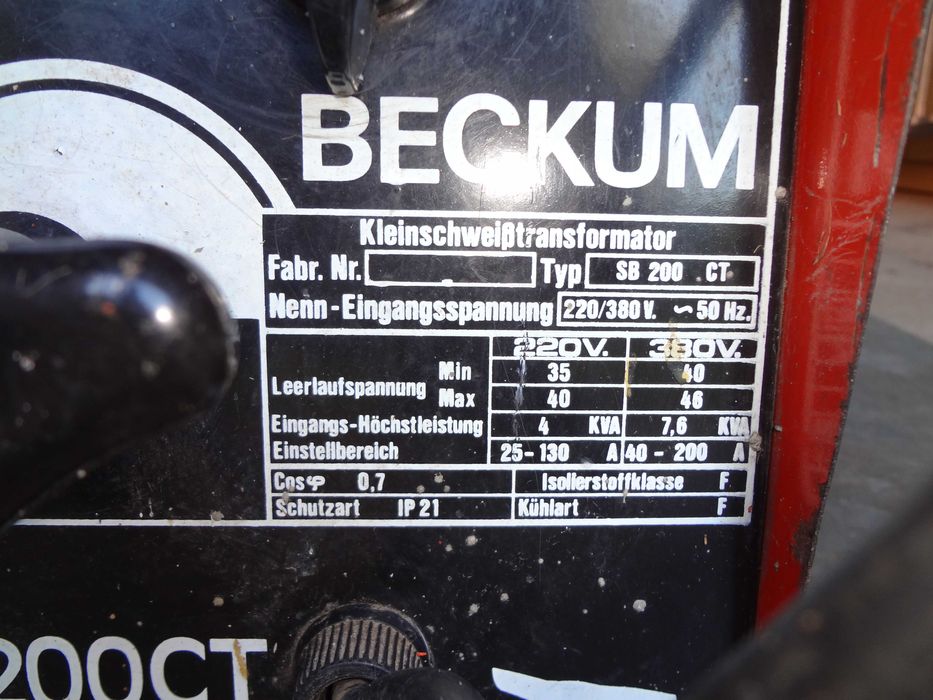 BECKUM
Kleinschweißtransformator
Fabr. Nr. Typ SB 200 CT
Nenn-Eingangsspannung 220/380V. ~50 Hz.
220V. 380V.
Leerlaufspannung Min 35 40
Max 40 46
Eingangs-Höchstleistung 4 KVA 7,6 KVA
Einstellbereich 25-130 A 40-200 A
Cosφ 0,7 Isolierstoffklasse F
Schutzart IP 21 Kühlart F
200CT